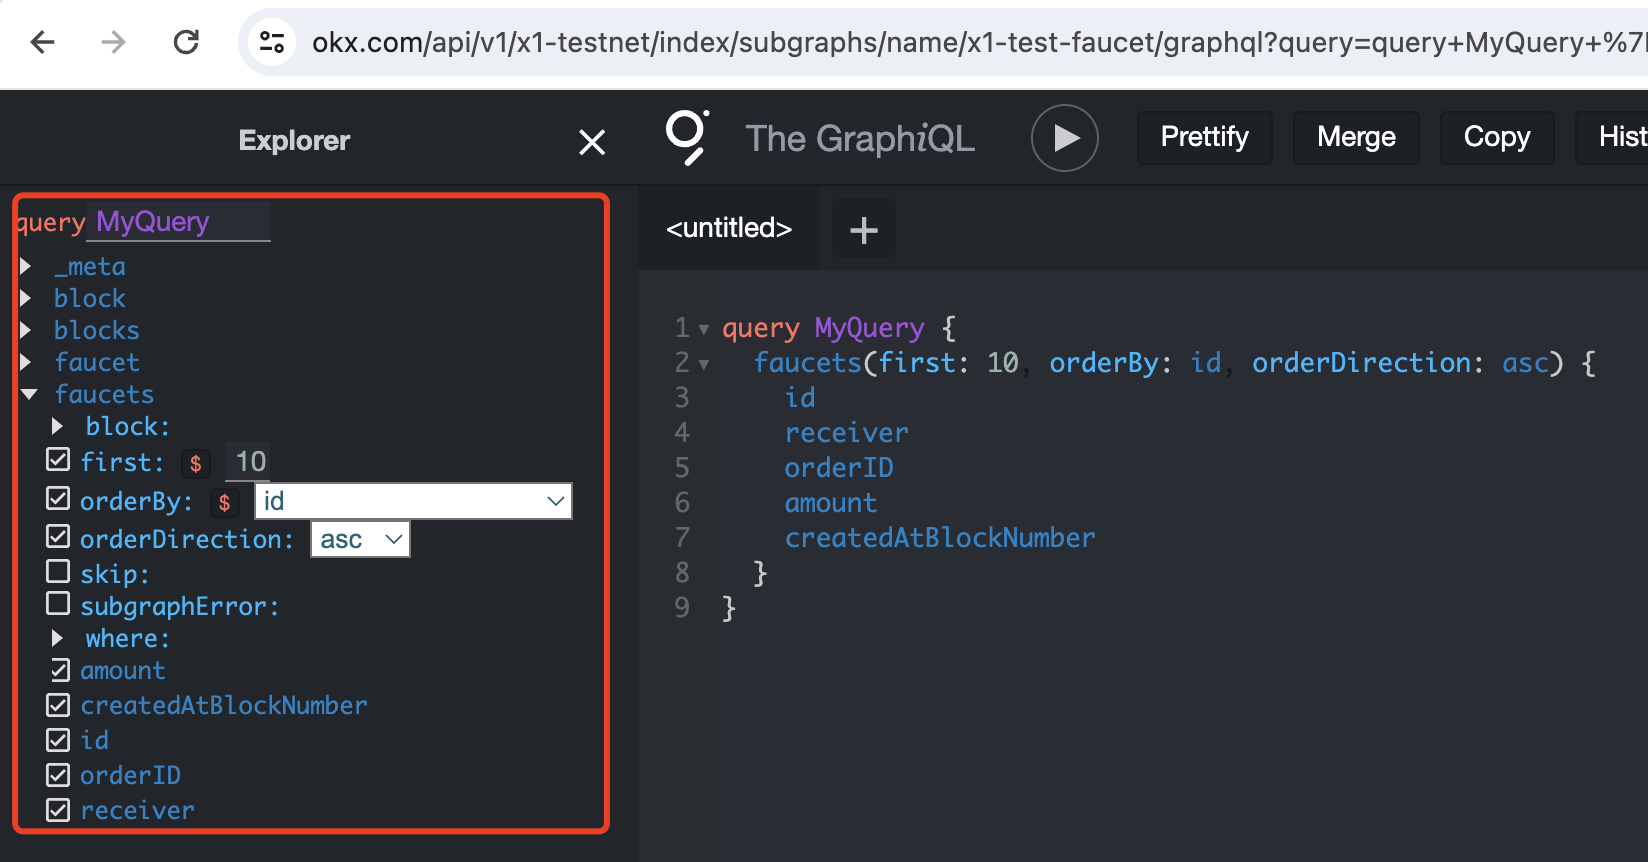 okx.com/api/v1/x1-testnet/index/subgraphs/name/x1-test-faucet/graphql?query=query+MyQuery+%7
Explorer
The GraphiQL
Prettify
Merge
Copy
Hist
query MyQuery
_meta
block
blocks
faucet
faucets
block:
first: $ 10
orderBy: $ id
orderDirection: asc
skip:
subgraphError:
where:
amount
createdAtBlockNumber
id
orderID
receiver
<untitled>
1 query MyQuery {
2 faucets(first: 10, orderBy: id, orderDirection: asc) {
3 id
4 receiver
5 orderID
6 amount
7 createdAtBlockNumber
8 }
9 }